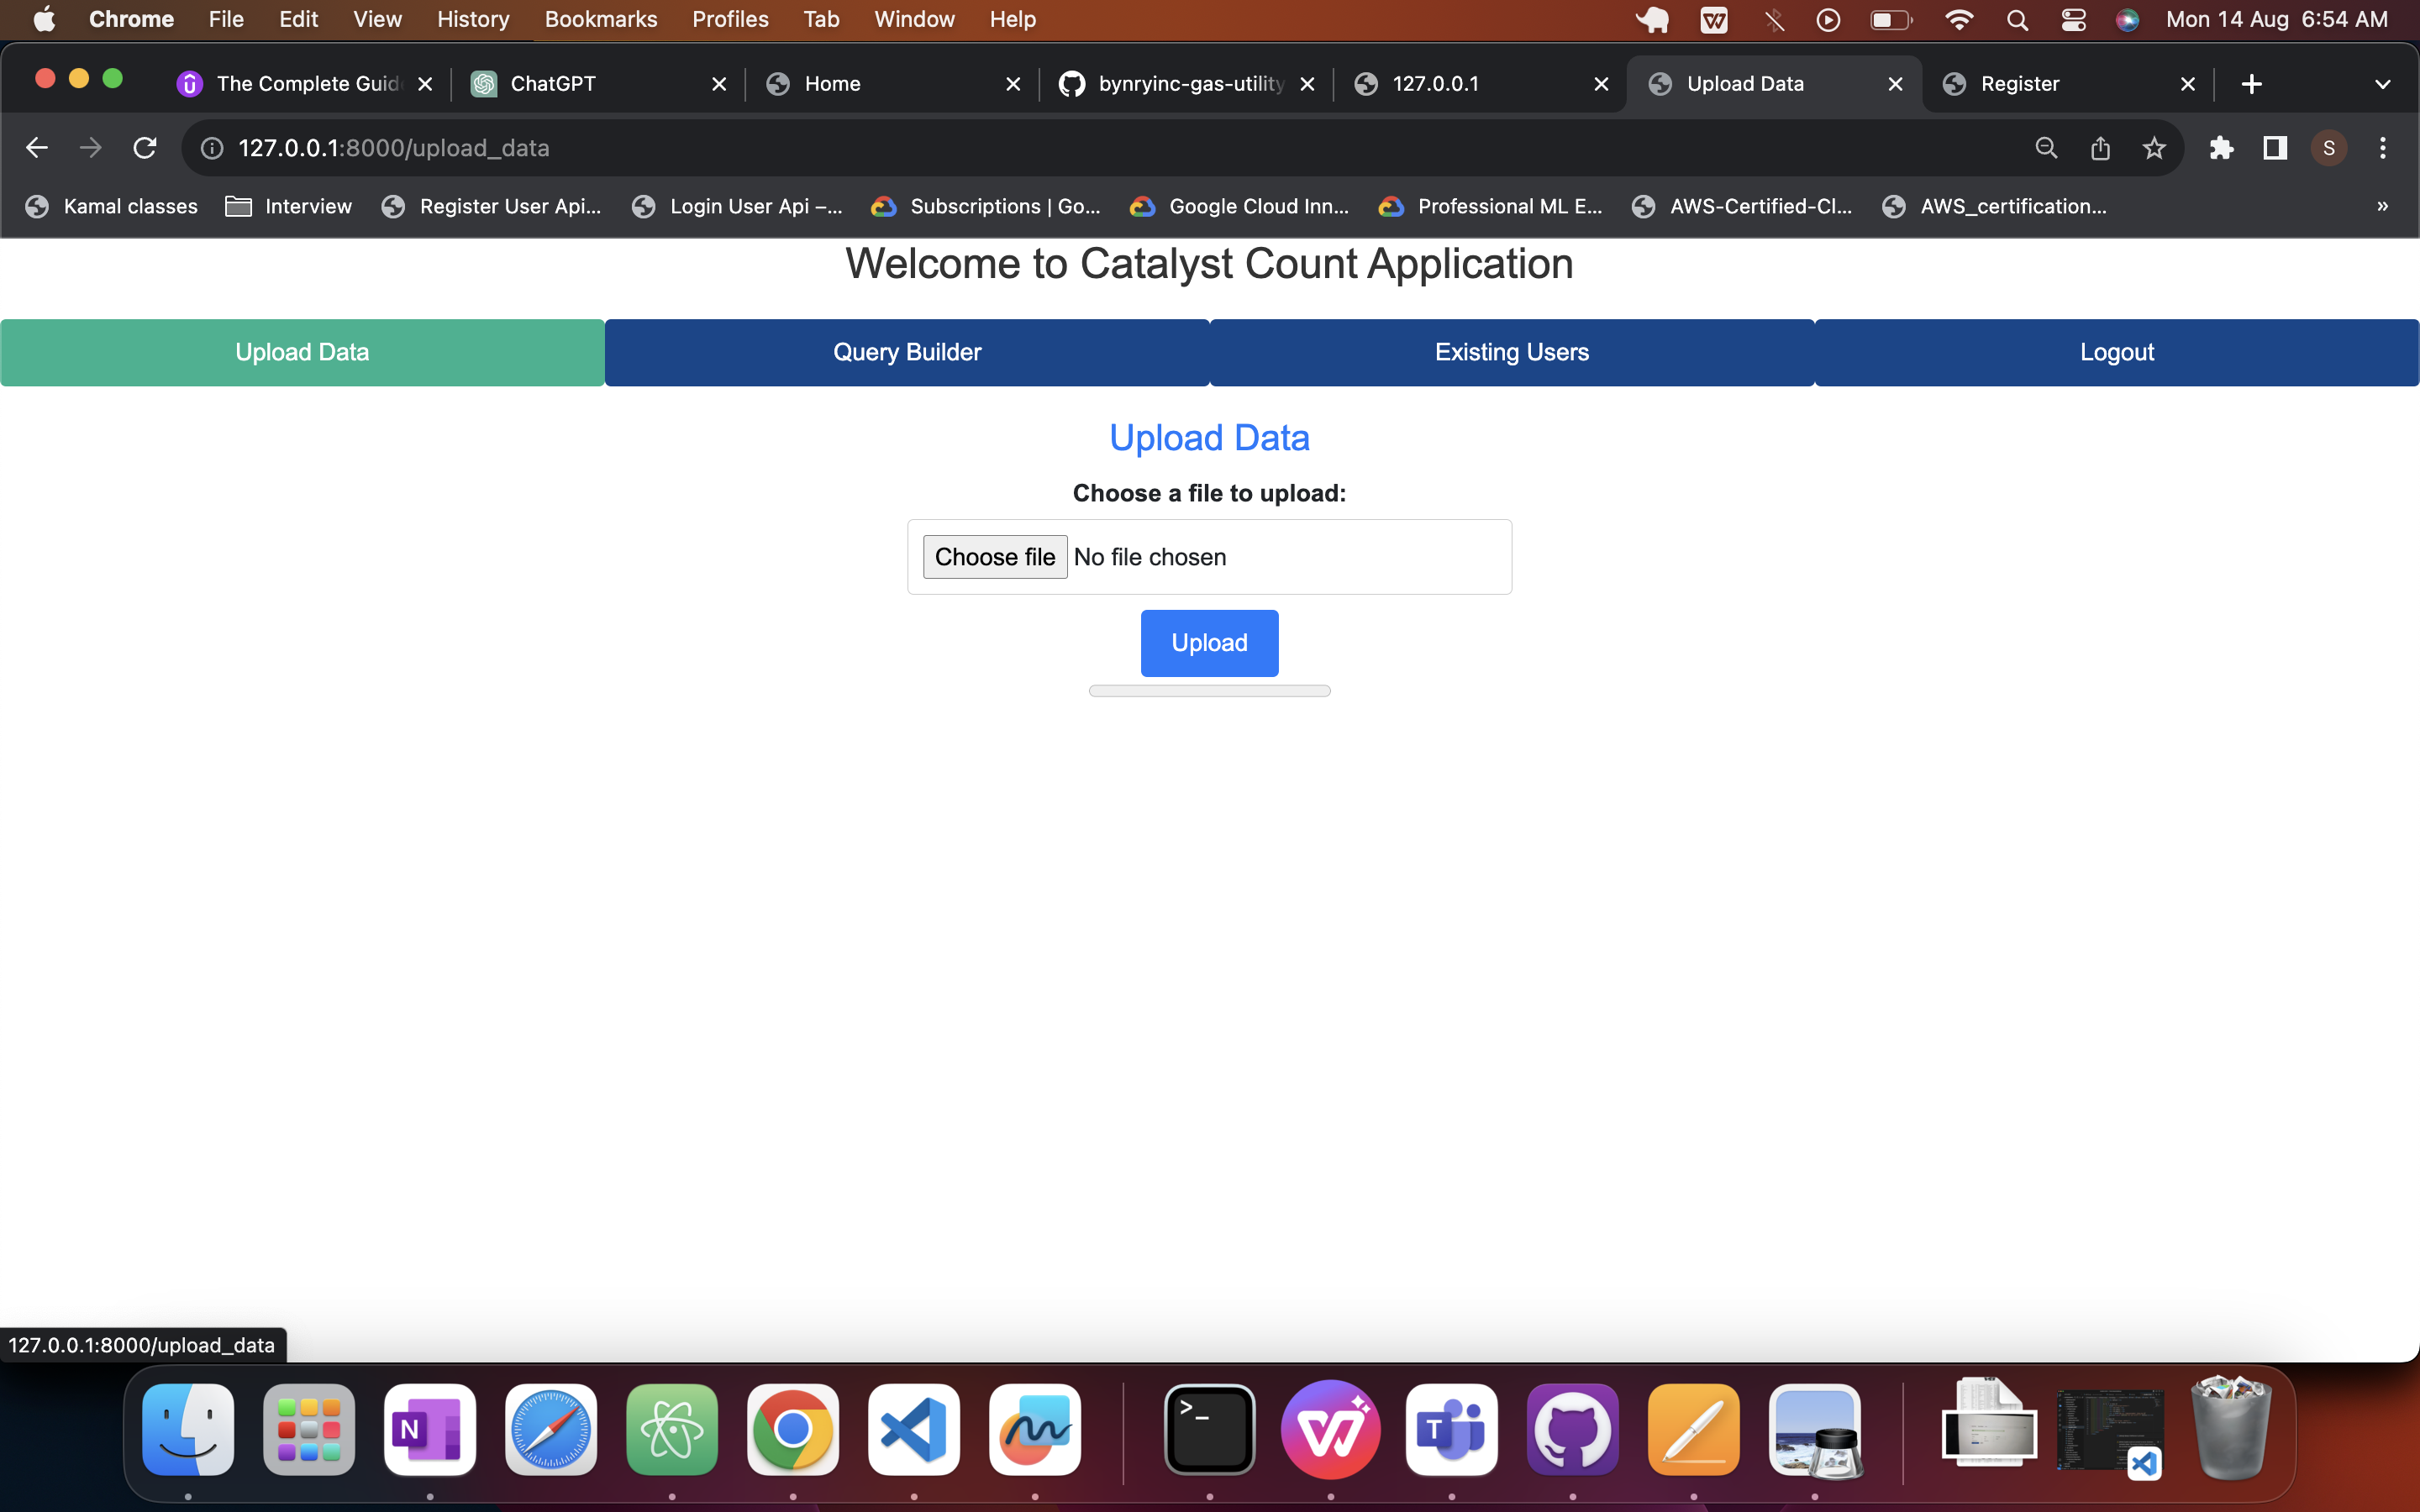 Chrome File Edit View History Bookmarks Profiles Tab Window Help Mon 14 Aug 6:54 AM
The Complete Guid ChatGPT Home bynryinc-gas-utility 127.0.0.1 Upload Data Register
127.0.0.1:8000/upload_data S
Kamal classes Interview Register User Api... Login User Api –... Subscriptions | Go... Google Cloud Inn... Professional ML E... AWS-Certified-Cl... AWS_certification... »
Welcome to Catalyst Count Application
Upload Data Query Builder Existing Users Logout
Upload Data
Choose a file to upload:
Choose file No file chosen
Upload
127.0.0.1:8000/upload_data